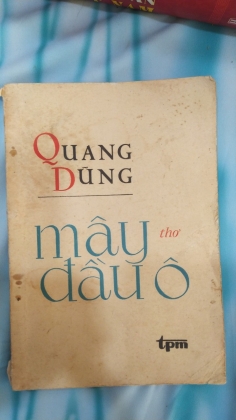 QUANG
DŨNG
mây thơ
đầu ô
tpm